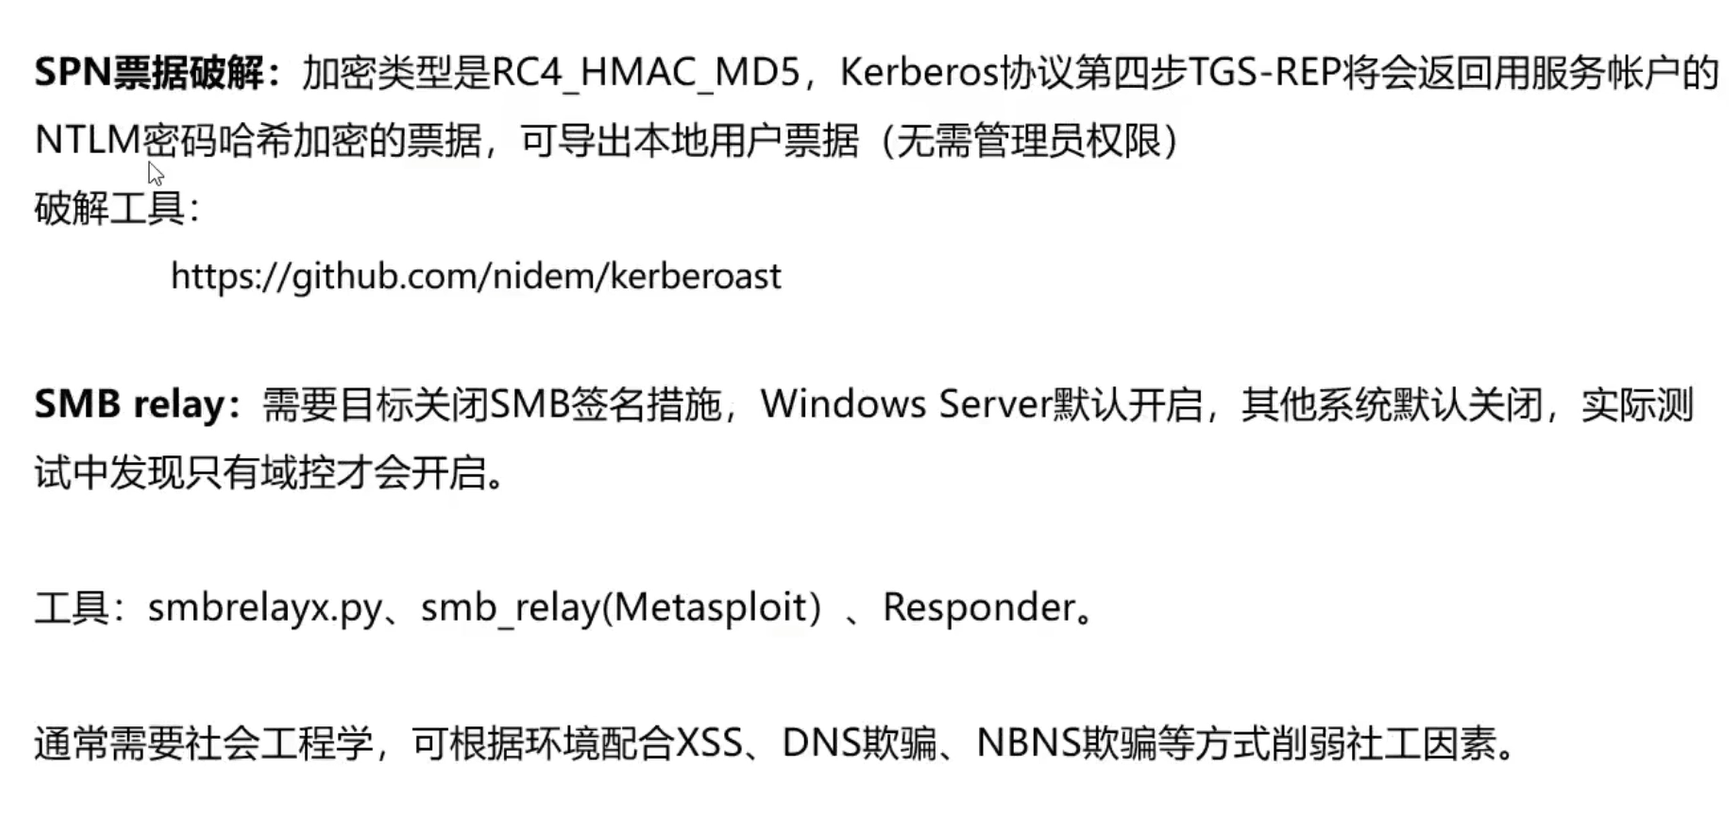 SPN票据破解：加密类型是RC4_HMAC_MD5，Kerberos协议第四步TGS-REP将会返回用服务帐户的
NTLM密码哈希加密的票据，可导出本地用户票据（无需管理员权限）
破解工具：
https://github.com/nidem/kerberoast
SMB relay：需要目标关闭SMB签名措施，Windows Server默认开启，其他系统默认关闭，实际测
试中发现只有域控才会开启。
工具：smbrelayx.py、smb_relay(Metasploit）、Responder。
通常需要社会工程学，可根据环境配合XSS、DNS欺骗、NBNS欺骗等方式削弱社工因素。